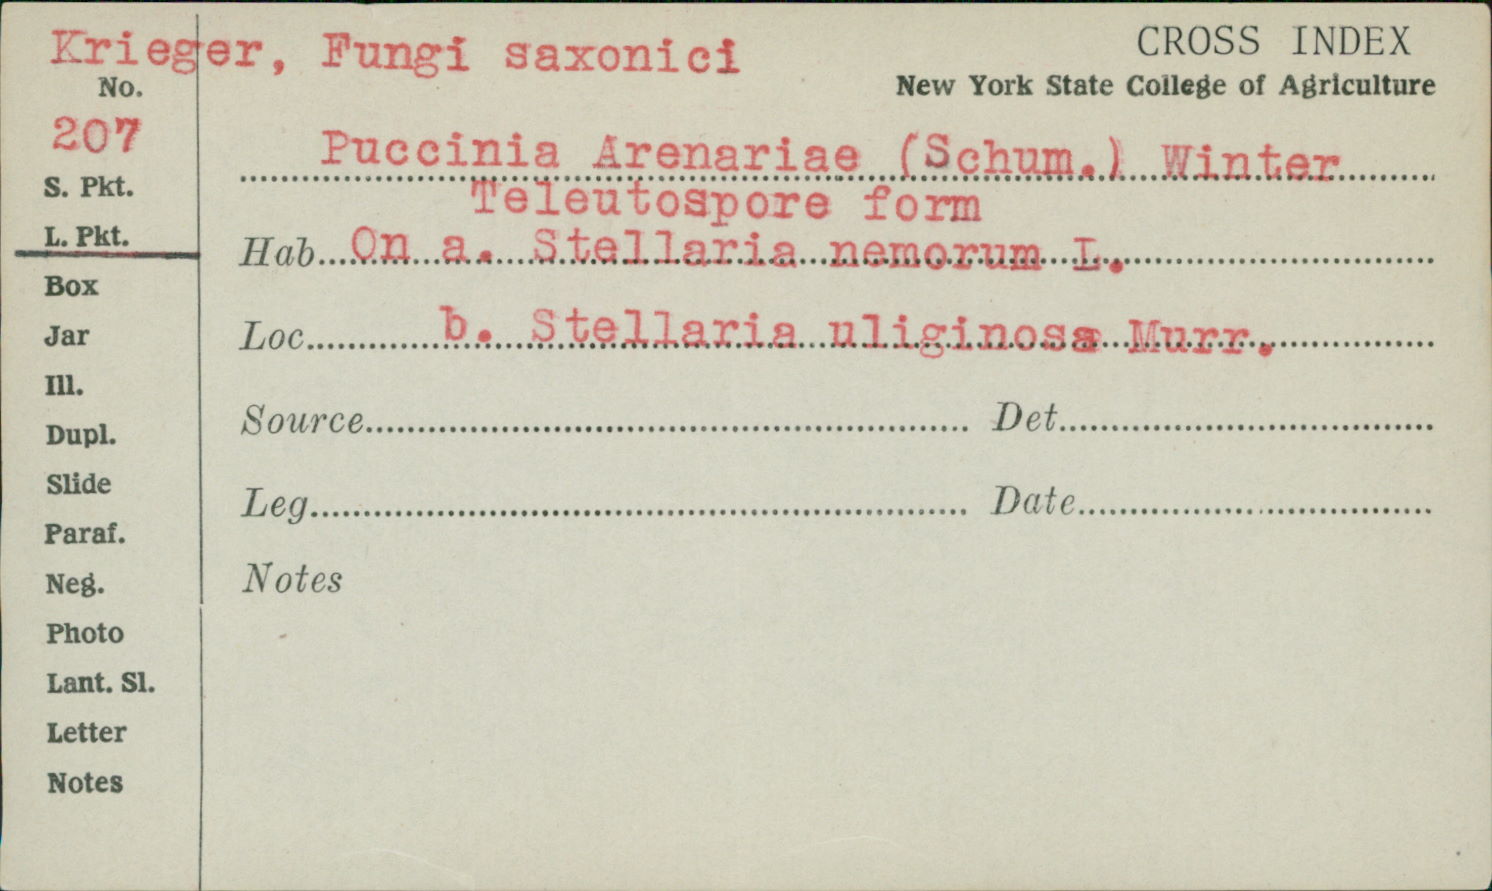 Krieger, Fungi saxonici
CROSS INDEX
No.
New York State College of Agriculture
207
Puccinia Arenariae (Schum.) Winter
S. Pkt.
Teleutospore form
L. Pkt.
Hab. On a. Stellaria nemorum L.
Box
Loc. b. Stellaria uliginosa Murr.
Jar
Ill.
Source Det.
Dupl.
Slide
Leg. Date
Paraf.
Neg.
Notes
Photo
Lant. Sl.
Letter
Notes